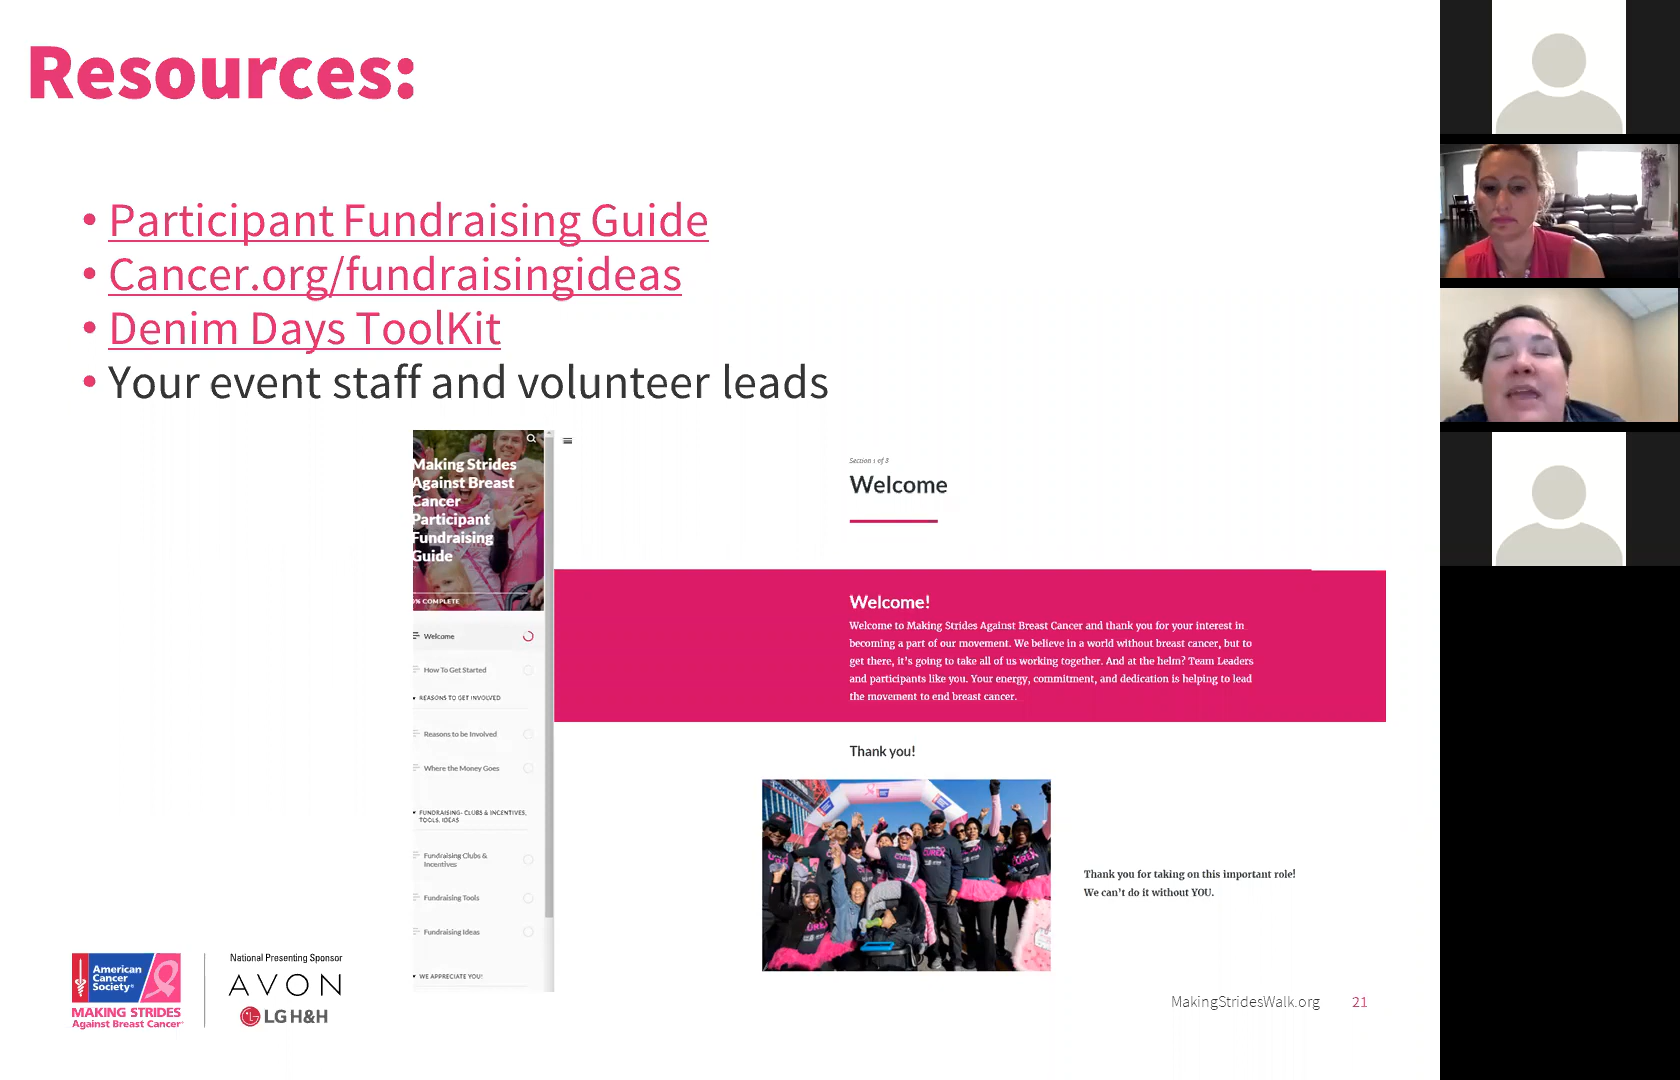 Resources:
• Participant Fundraising Guide
• Cancer.org/fundraisingideas
• Denim Days ToolKit
• Your event staff and volunteer leads
Making Strides
Against Breast
Cancer
Participant
Fundraising
Guide
0% COMPLETE
Welcome
How To Get Started
REASONS TO GET INVOLVED
Reasons to be Involved
Where the Money Goes
FUNDRAISING- CLUBS & INCENTIVES,
TOOLS, IDEAS
Fundraising Clubs &
Incentives
Fundraising Tools
Fundraising Ideas
WE APPRECIATE YOU!
Section 1 of 8
Welcome
Welcome!
Welcome to Making Strides Against Breast Cancer and thank you for your interest in
becoming a part of our movement. We believe in a world without breast cancer, but to
get there, it's going to take all of us working together. And at the helm? Team Leaders
and participants like you. Your energy, commitment, and dedication is helping to lead
the movement to end breast cancer.
Thank you!
Thank you for taking on this important role!
We can't do it without YOU.
American
Cancer
Society®
MAKING STRIDES
Against Breast Cancer®
National Presenting Sponsor
AVON
LG H&H
MakingStridesWalk.org 21